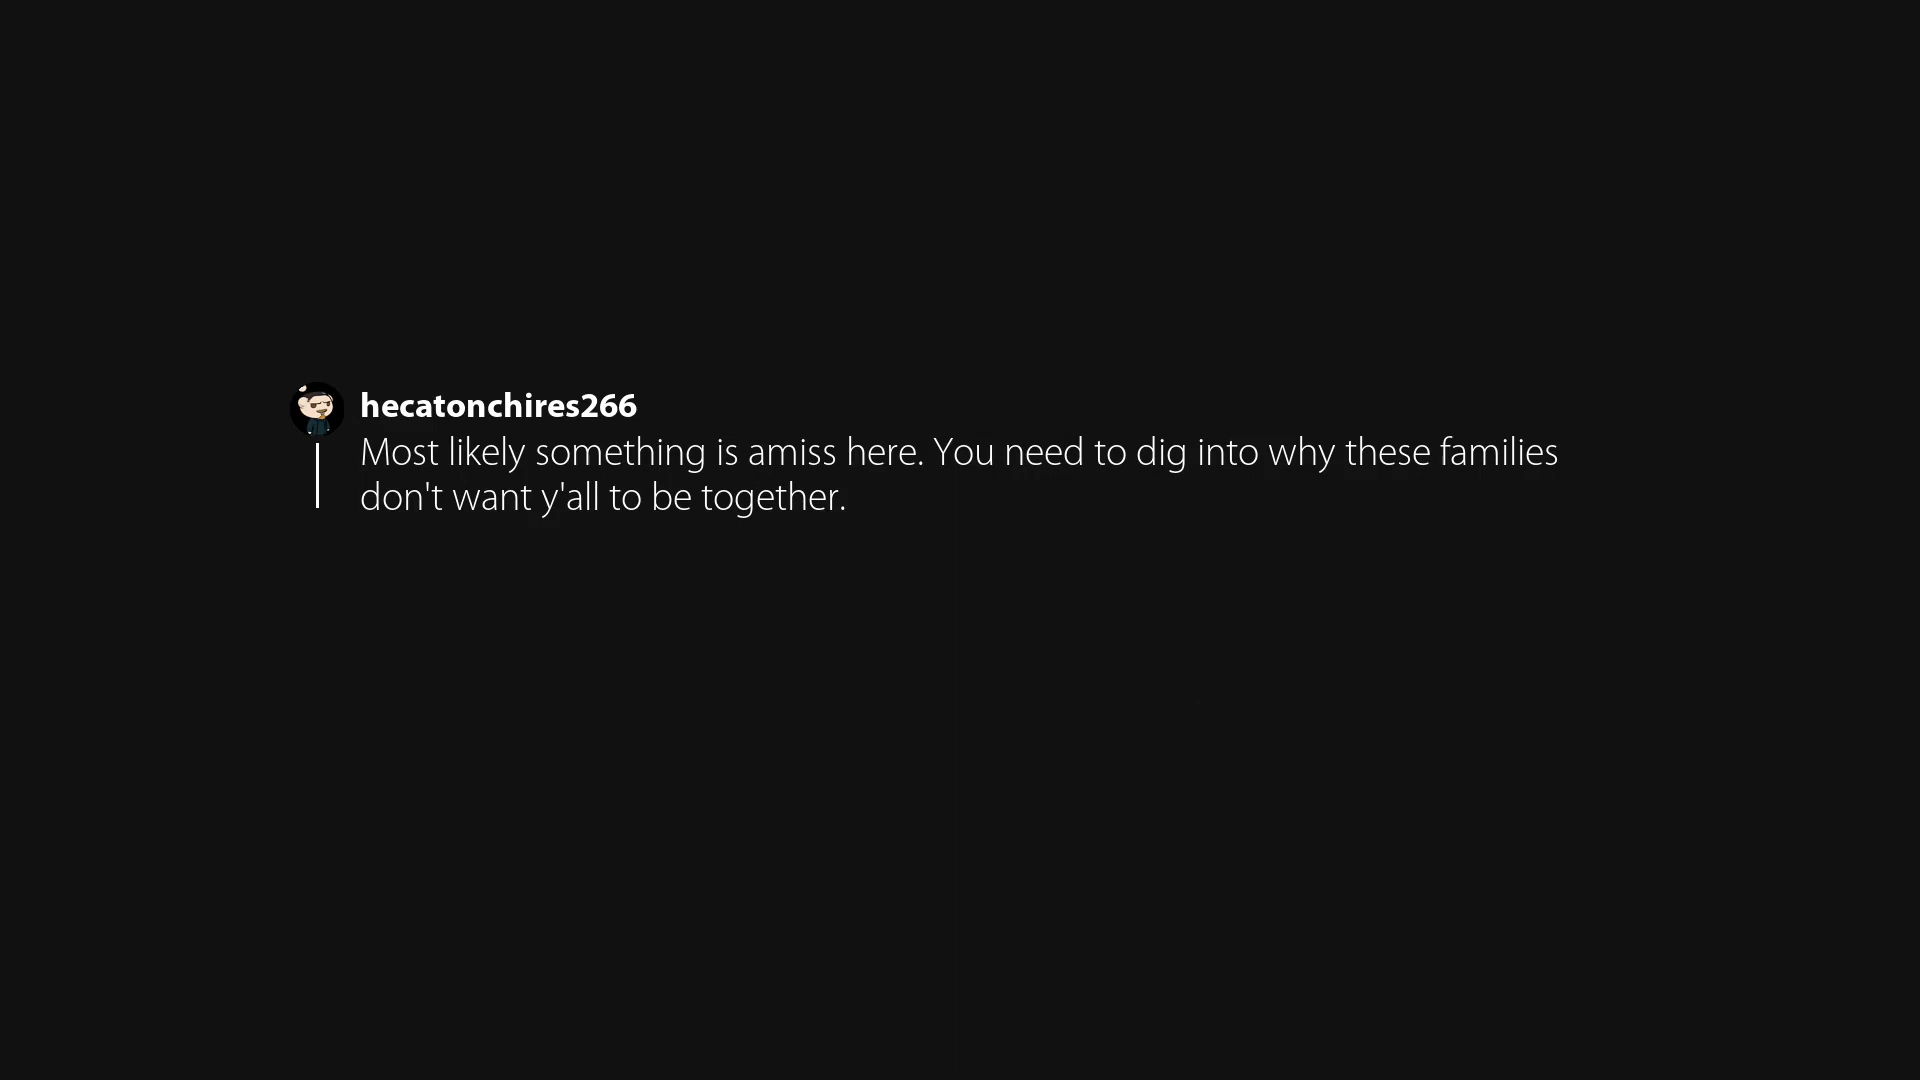 hecatonchires266
Most likely something is amiss here. You need to dig into why these families
don't want y'all to be together.